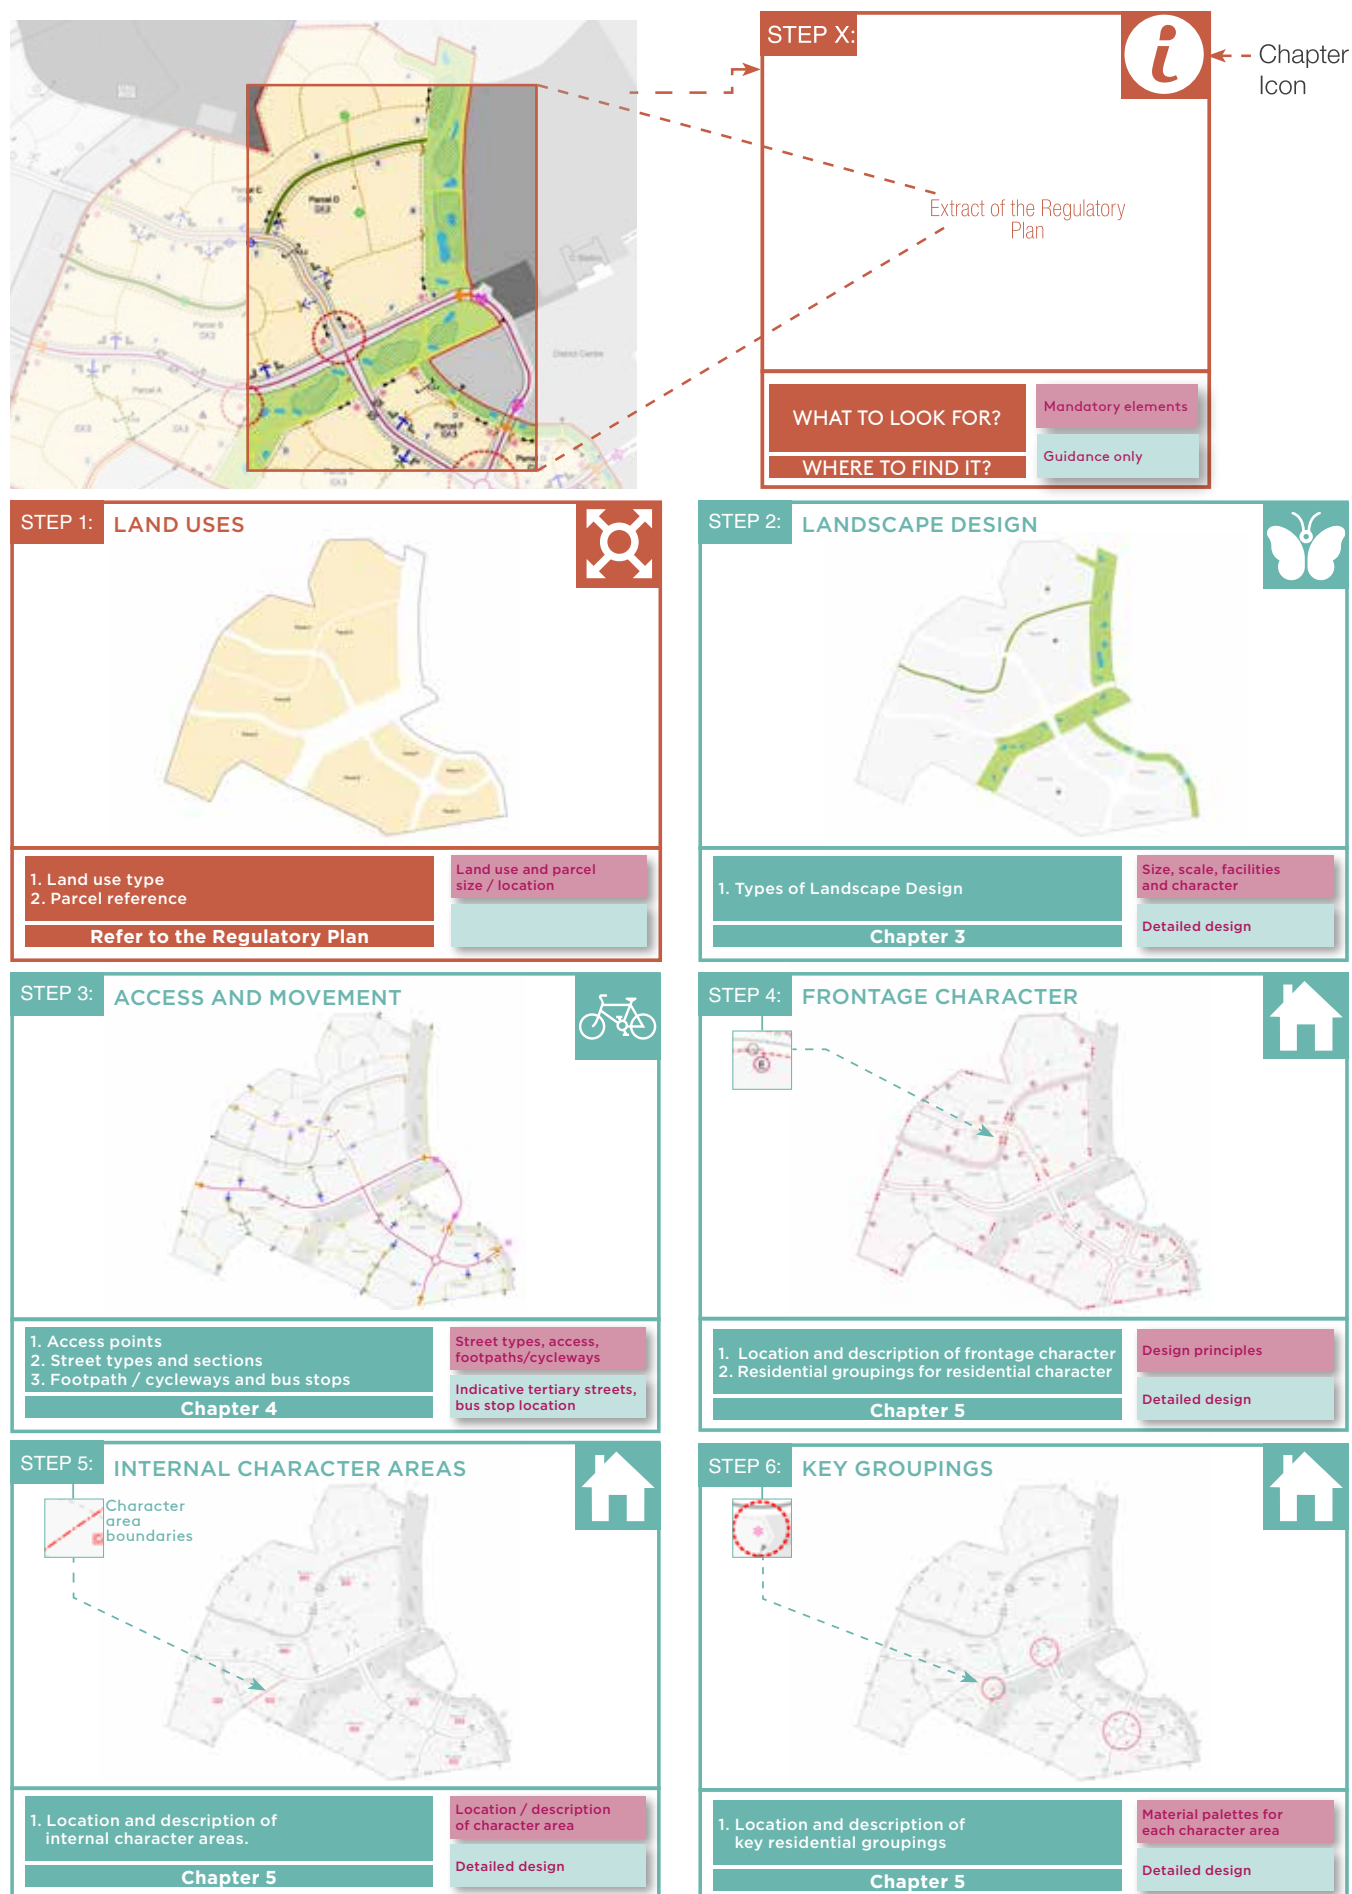 STEP X:
Chapter
Icon
Extract of the Regulatory
Plan
WHAT TO LOOK FOR?
WHERE TO FIND IT?
Mandatory elements
Guidance only
Parcel C
Parcel D
Parcel B
Parcel A
Parcel F
District Centre
STEP 1:
LAND USES
1. Land use type
2. Parcel reference
Refer to the Regulatory Plan
Land use and parcel
size / location
STEP 2:
LANDSCAPE DESIGN
1. Types of Landscape Design
Chapter 3
Size, scale, facilities
and character
Detailed design
STEP 3:
ACCESS AND MOVEMENT
1. Access points
2. Street types and sections
3. Footpath / cycleways and bus stops
Chapter 4
Street types, access,
footpaths/cycleways
Indicative tertiary streets,
bus stop location
STEP 4:
FRONTAGE CHARACTER
1. Location and description of frontage character
2. Residential groupings for residential character
Chapter 5
Design principles
Detailed design
STEP 5:
INTERNAL CHARACTER AREAS
Character
area
boundaries
1. Location and description of
internal character areas.
Chapter 5
Location / description
of character area
Detailed design
STEP 6:
KEY GROUPINGS
1. Location and description of
key residential groupings
Chapter 5
Material palettes for
each character area
Detailed design